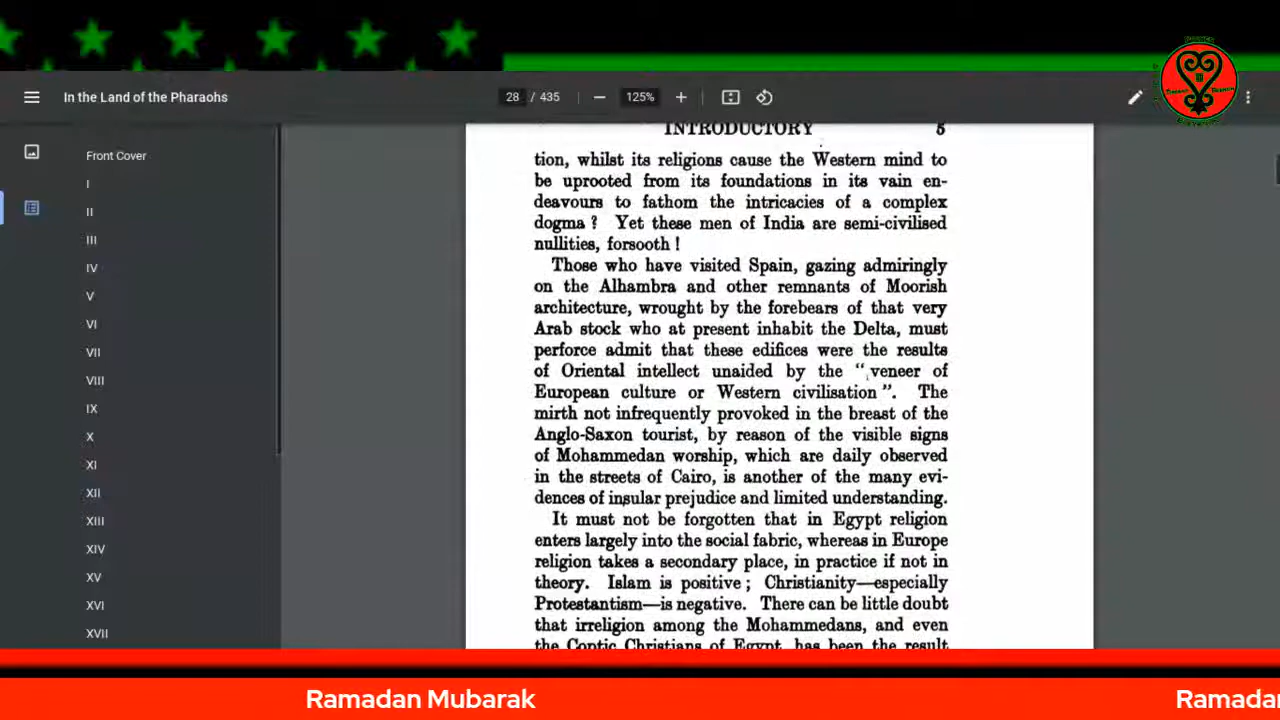 In the Land of the Pharaohs
28 / 435
125%
Front Cover
I
II
III
IV
V
VI
VII
VIII
IX
X
XI
XII
XIII
XIV
XV
XVI
XVII
INTRODUCTORY 5
tion, whilst its religions cause the Western mind to
be uprooted from its foundations in its vain en-
deavours to fathom the intricacies of a complex
dogma ? Yet these men of India are semi-civilised
nullities, forsooth !
Those who have visited Spain, gazing admiringly
on the Alhambra and other remnants of Moorish
architecture, wrought by the forebears of that very
Arab stock who at present inhabit the Delta, must
perforce admit that these edifices were the results
of Oriental intellect unaided by the “ veneer of
European culture or Western civilisation ”. The
mirth not infrequently provoked in the breast of the
Anglo-Saxon tourist, by reason of the visible signs
of Mohammedan worship, which are daily observed
in the streets of Cairo, is another of the many evi-
dences of insular prejudice and limited understanding.
It must not be forgotten that in Egypt religion
enters largely into the social fabric, whereas in Europe
religion takes a secondary place, in practice if not in
theory. Islam is positive ; Christianity—especially
Protestantism—is negative. There can be little doubt
that irreligion among the Mohammedans, and even
the Coptic Christians of Egypt, has been the result
Ramadan Mubarak
Ramadan